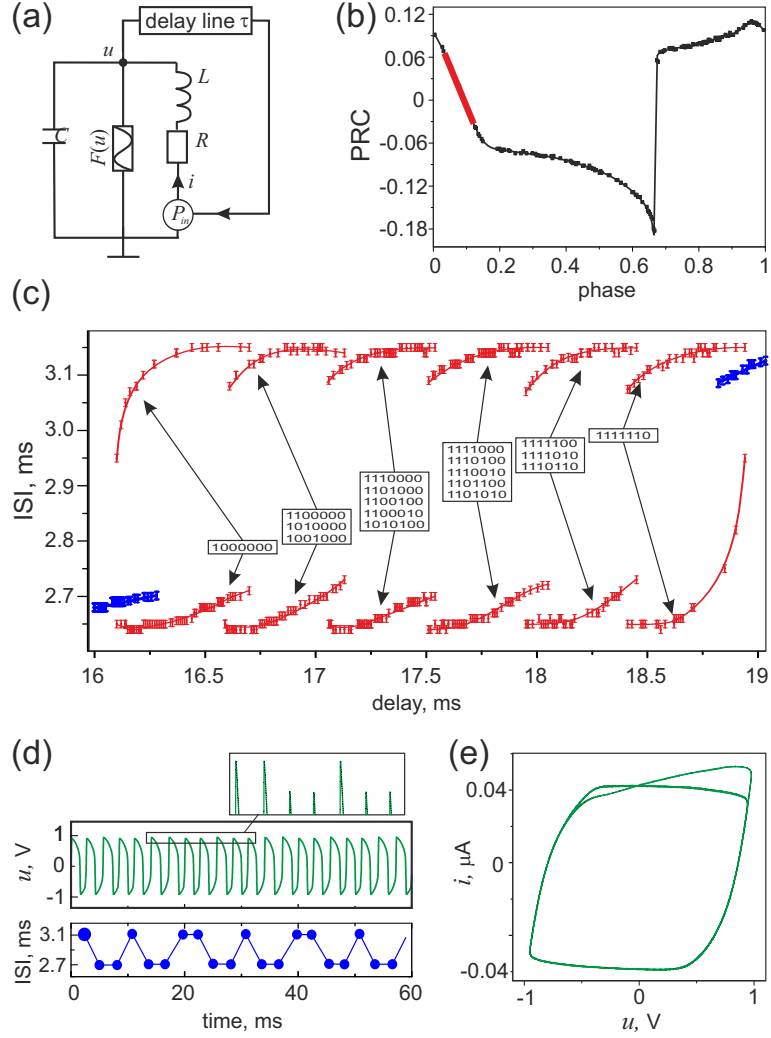 (a)
delay line τ
u
L
C
F(u)
R
i
P_in
(b)
0.12
0.06
0
-0.06
-0.12
-0.18
PRC
0 0.2 0.4 0.6 0.8 1
phase
(c)
3.1
3.0
2.9
2.8
2.7
ISI, ms
1000000
1100000
1010000
1001000
1110000
1101000
1100100
1100010
1010100
1111000
1110100
1110010
1101100
1101010
1111100
1111010
1110110
1111110
16 16.5 17 17.5 18 18.5 19
delay, ms
(d)
1
0
-1
u, V
3.1
2.7
ISI, ms
0 20 40 60
time, ms
(e)
0.04
0
-0.04
i, µA
-1 0 1
u, V